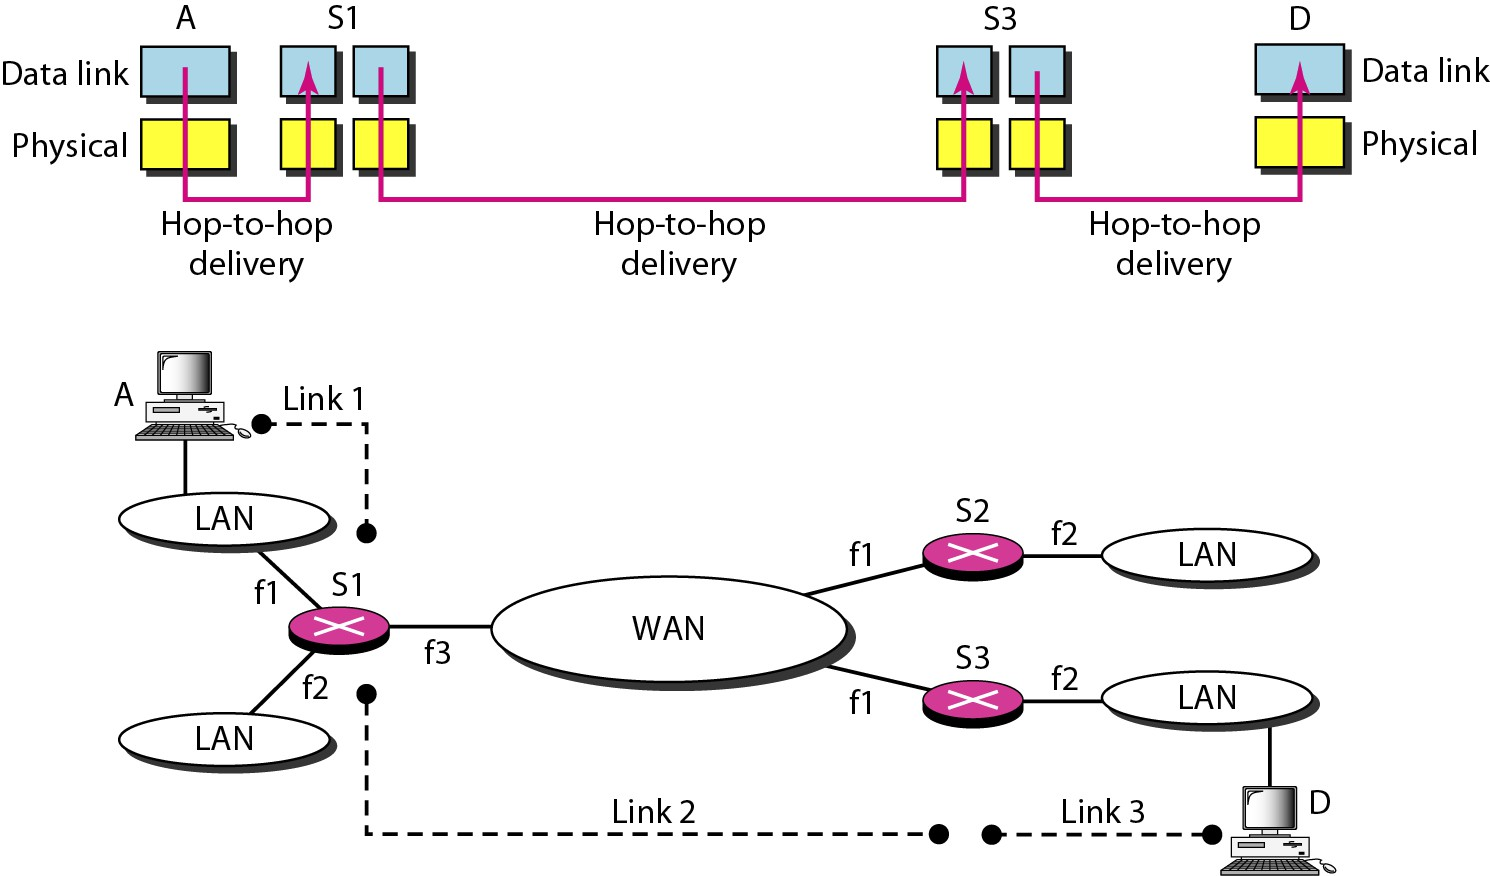 A
S1
S3
D
Data link
Data link
Physical
Physical
Hop-to-hop
delivery
Hop-to-hop
delivery
Hop-to-hop
delivery
A
Link 1
LAN
S2
f1
f2
LAN
f1
S1
WAN
f3
S3
f2
f2
f1
LAN
LAN
Link 2
Link 3
D